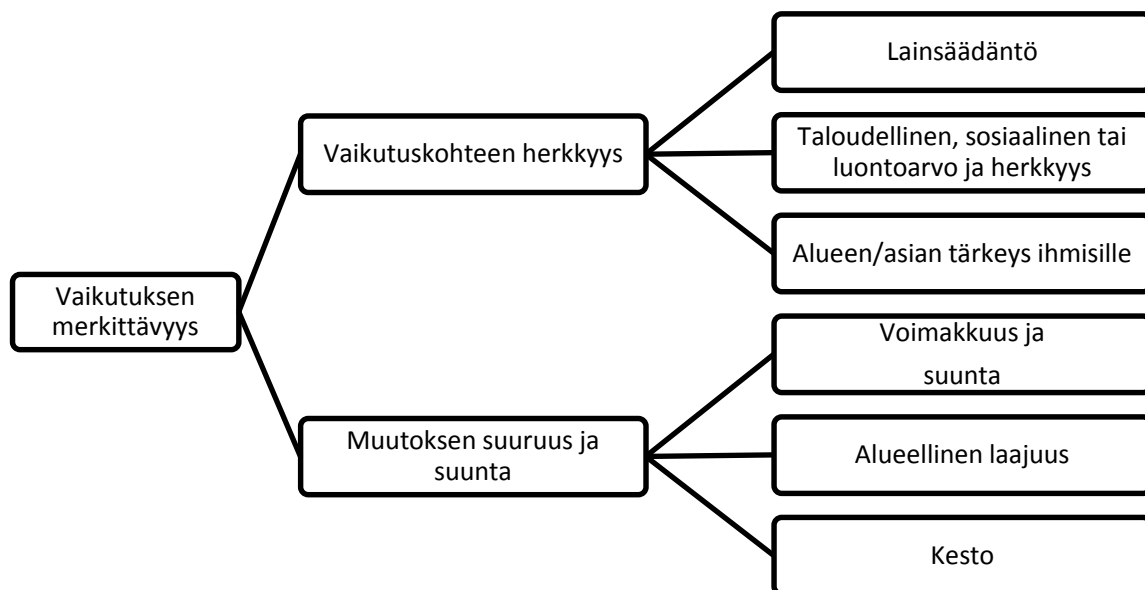 Lainsäädäntö
Vaikutuskohteen herkkyys
Taloudellinen, sosiaalinen tai
luontoarvo ja herkkyys
Alueen/asian tärkeys ihmisille
Vaikutuksen
merkittävyys
Voimakkuus ja
suunta
Muutoksen suuruus ja
suunta
Alueellinen laajuus
Kesto